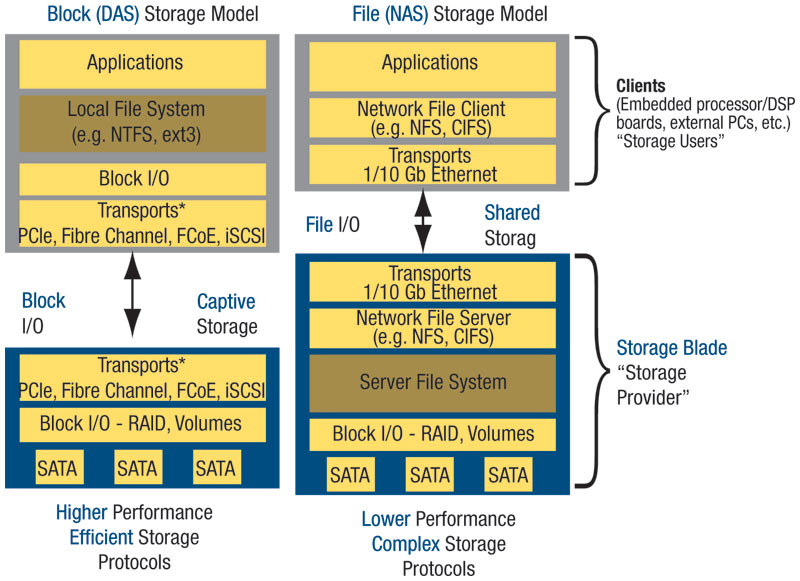 Block (DAS) Storage Model
Applications
Local File System
(e.g. NTFS, ext3)
Block I/O
Transports*
PCIe, Fibre Channel, FCoE, iSCSI
Block
I/O
Captive
Storage
Transports*
PCIe, Fibre Channel, FCoE, iSCSI
Block I/O - RAID, Volumes
SATA
SATA
SATA
Higher Performance
Efficient Storage
Protocols
File (NAS) Storage Model
Applications
Network File Client
(e.g. NFS, CIFS)
Transports
1/10 Gb Ethernet
File I/O
Shared
Storag
Transports
1/10 Gb Ethernet
Network File Server
(e.g. NFS, CIFS)
Server File System
Block I/O - RAID, Volumes
SATA
SATA
SATA
Lower Performance
Complex Storage
Protocols
Clients
(Embedded processor/DSP
boards, external PCs, etc.)
“Storage Users”
Storage Blade
“Storage
Provider”